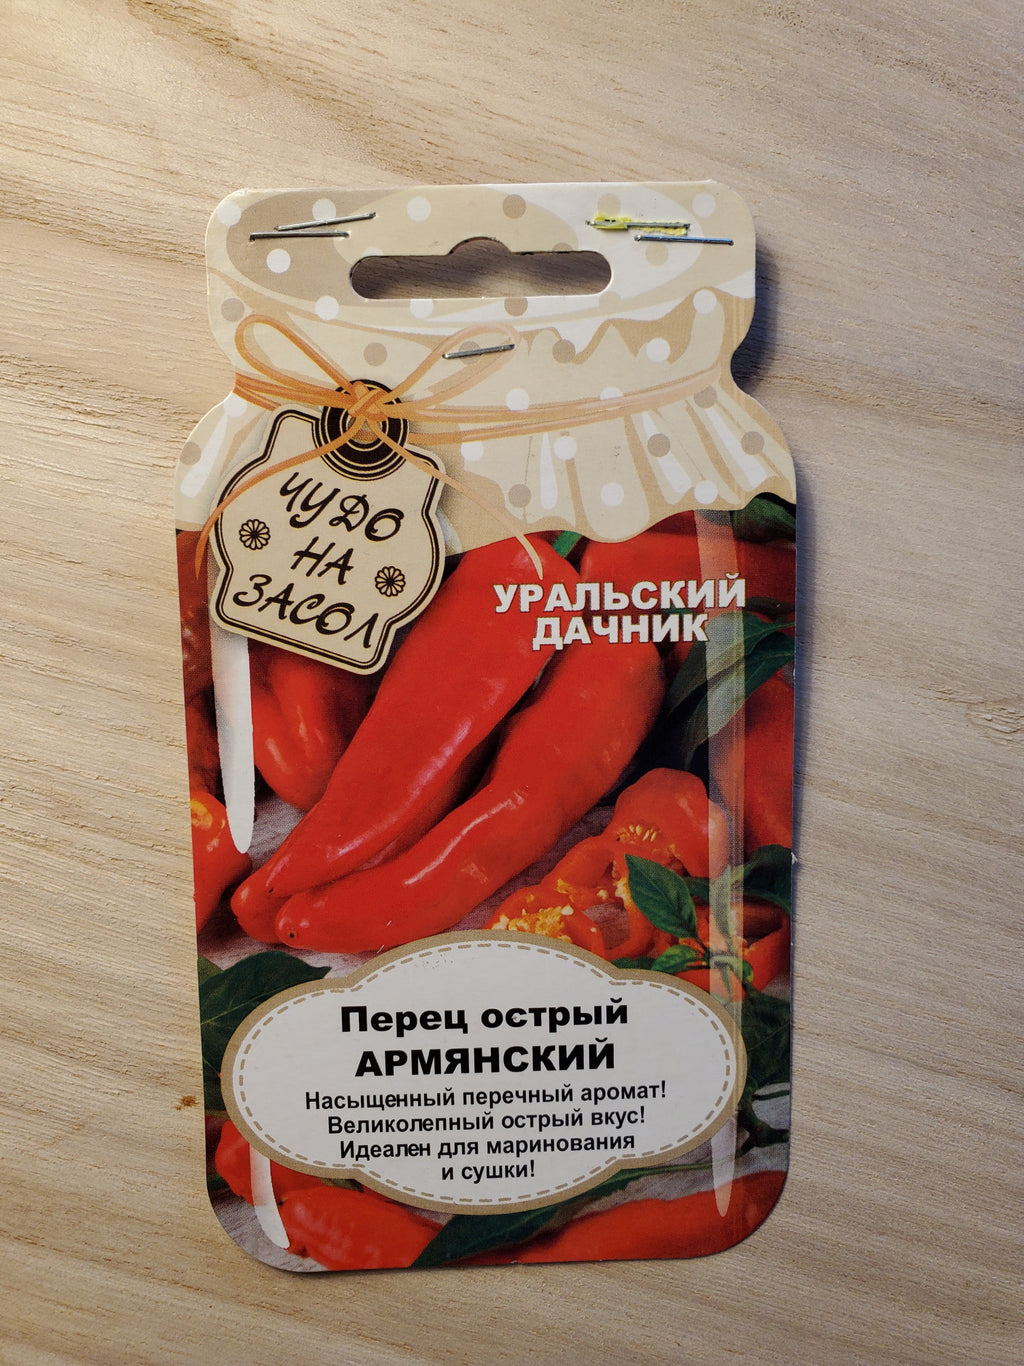 ЧУДО
НА
ЗАСОЛ
УРАЛЬСКИЙ
ДАЧНИК
Перец острый
АРМЯНСКИЙ
Насыщенный перечный аромат!
Великолепный острый вкус!
Идеален для маринования
и сушки!